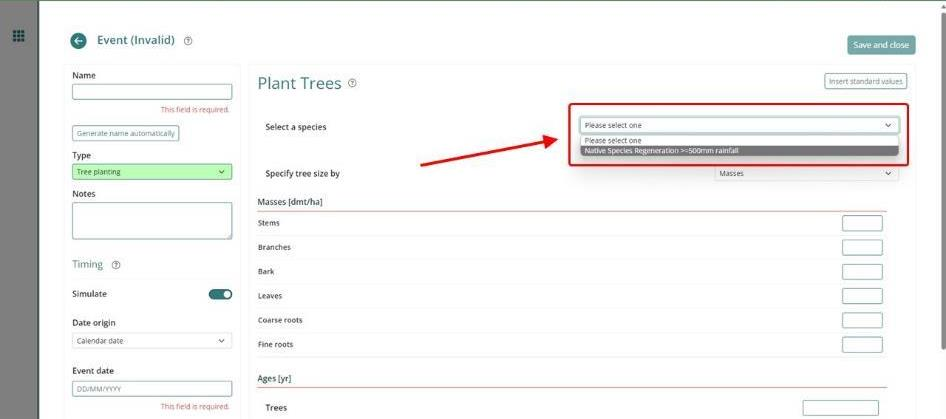 Event (Invalid) ?
Save and close
Name
This field is required.
Generate name automatically
Type
Tree planting
Notes
Timing ?
Simulate
Date origin
Calendar date
Event date
DD/MM/YYYY
This field is required.
Plant Trees ?
Insert standard values
Select a species
Please select one
Please select one
Native Species Regeneration >=500mm rainfall
Specify tree size by
Masses
Masses [dmt/ha]
Stems
Branches
Bark
Leaves
Coarse roots
Fine roots
Ages [yr]
Trees